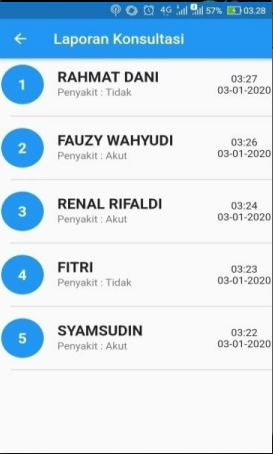 4G 57% 03.28
Laporan Konsultasi
1 RAHMAT DANI 03:27
Penyakit : Tidak 03-01-2020
2 FAUZY WAHYUDI 03:26
Penyakit : Akut 03-01-2020
3 RENAL RIFALDI 03:24
Penyakit : Akut 03-01-2020
4 FITRI 03:23
Penyakit : Tidak 03-01-2020
5 SYAMSUDIN 03:22
Penyakit : Akut 03-01-2020